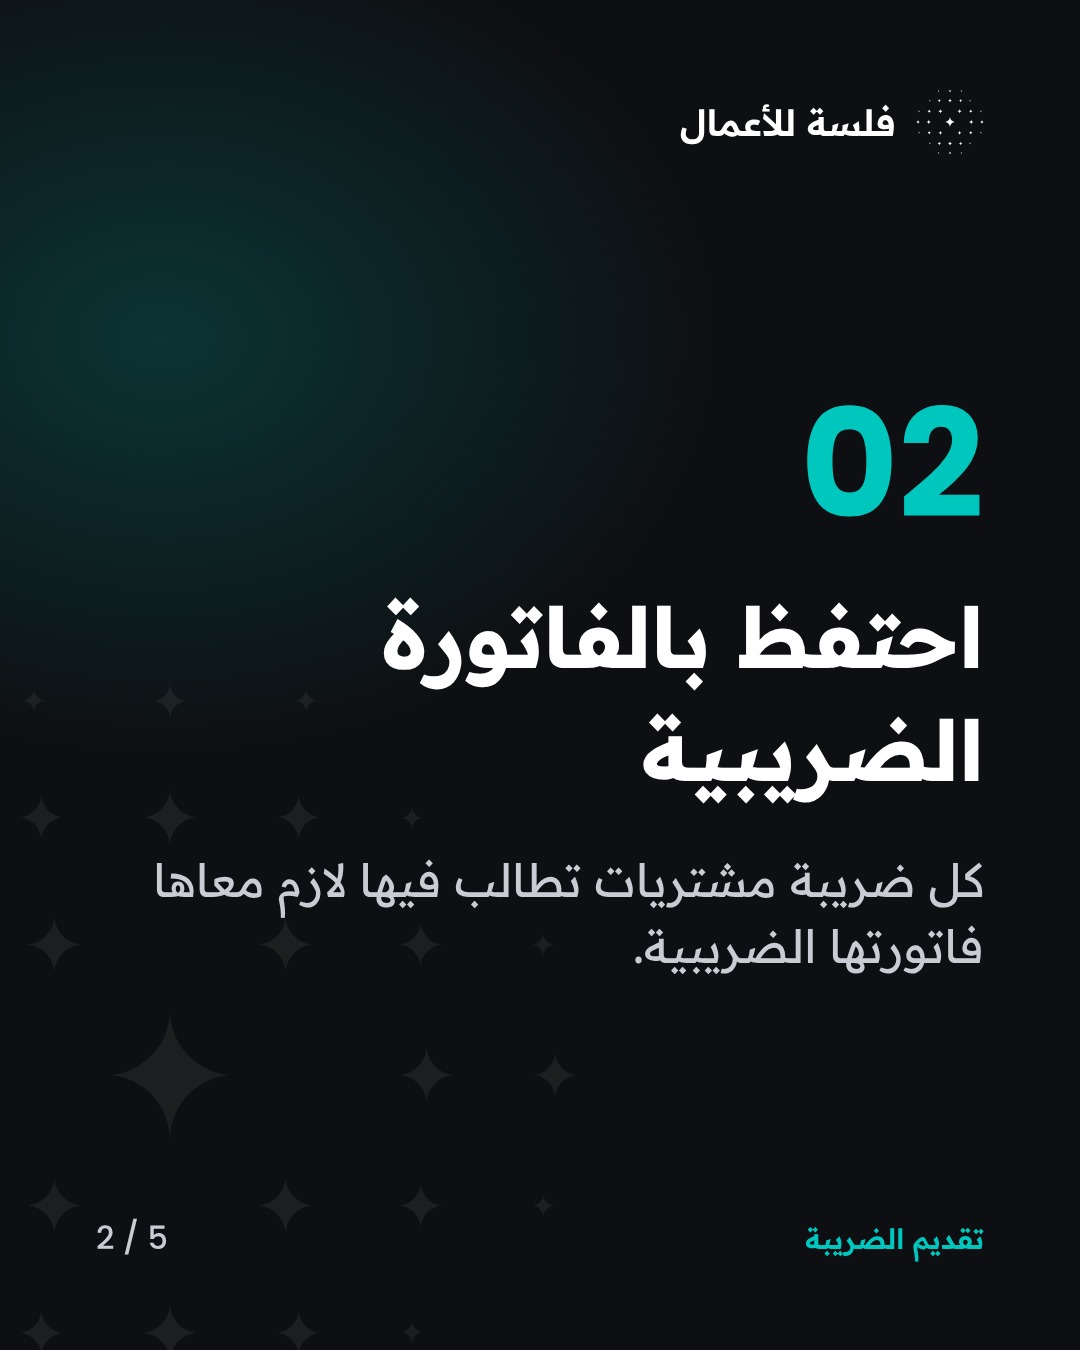 فلسة للأعمال
02
احتفظ بالفاتورة
الضريبية
كل ضريبة مشتريات تطالب فيها لازم معاها
فاتورتها الضريبية.
تقديم الضريبة
2 / 5